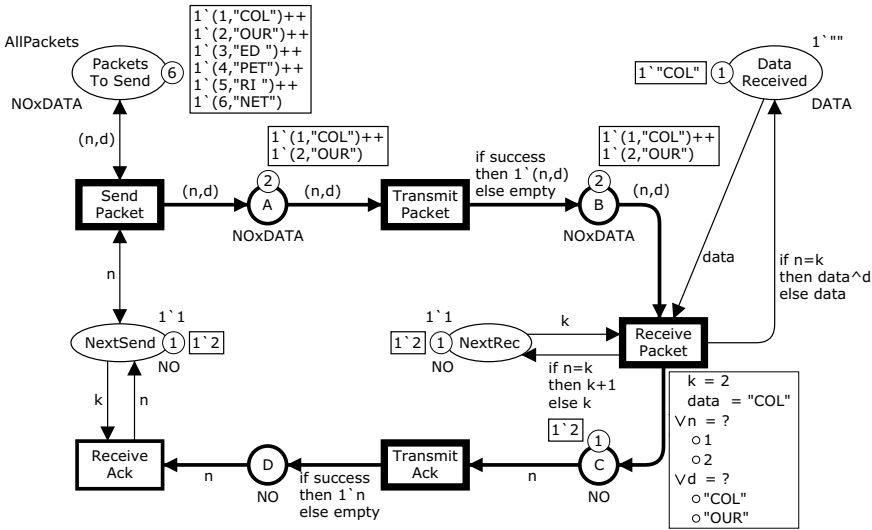 AllPackets
Packets
To Send
6
NOxDATA
1`(1,"COL")++
1`(2,"OUR")++
1`(3,"ED ")++
1`(4,"PET")++
1`(5,"RI ")++
1`(6,"NET")
1`""
1`"COL"
1
Data
Received
DATA
(n,d)
1`(1,"COL")++
1`(2,"OUR")
2
A
NOxDATA
if success
then 1`(n,d)
else empty
1`(1,"COL")++
1`(2,"OUR")
2
B
NOxDATA
Send
Packet
(n,d)
(n,d)
Transmit
Packet
(n,d)
n
data
if n=k
then data^d
else data
1`1
NextSend
1
1`2
NO
1`1
1`2
1
NextRec
NO
k
Receive
Packet
if n=k
then k+1
else k
k
n
k = 2
data = "COL"
∨n = ?
○1
○2
∨d = ?
○"COL"
○"OUR"
Receive
Ack
n
D
NO
if success
then 1`n
else empty
Transmit
Ack
n
1`2
1
C
NO